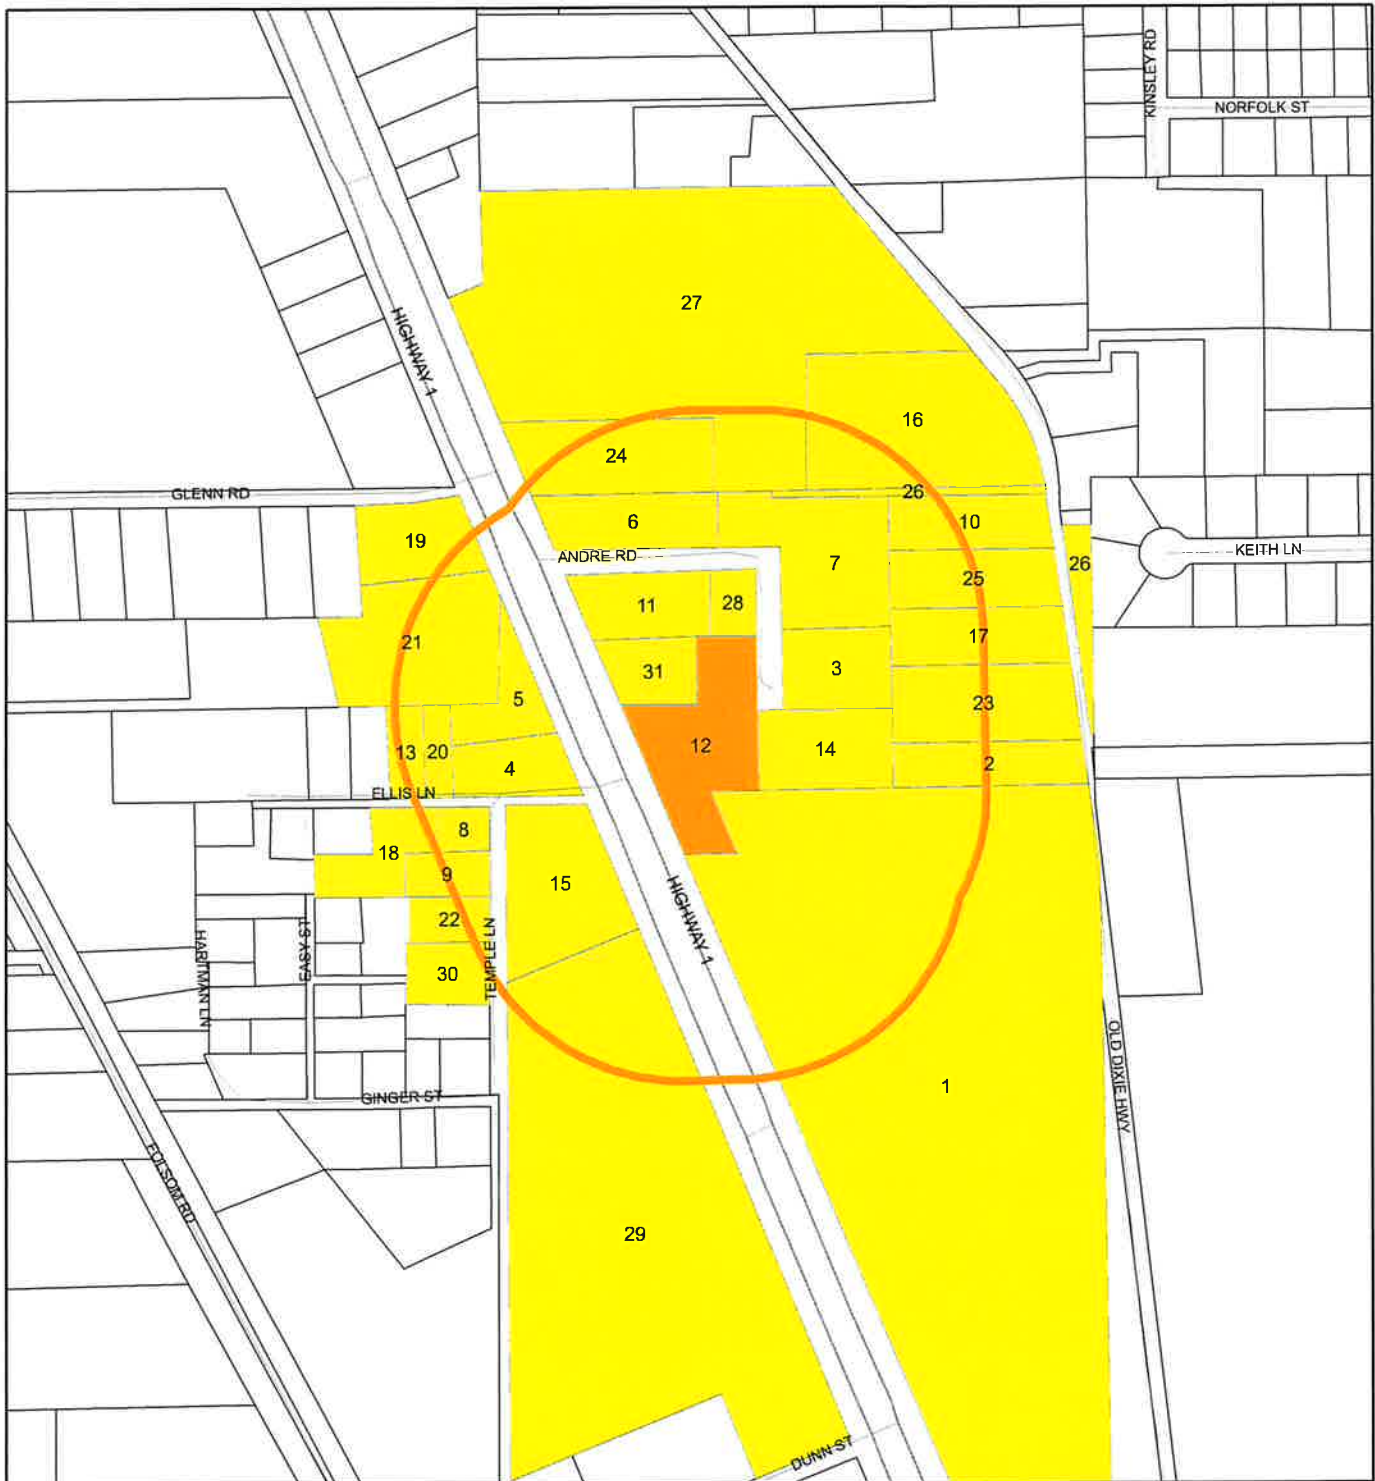 KINSLEY RD
NORFOLK ST
27
HIGHWAY 1
16
24
GLENN RD
26
6
10
19
ANDRE RD
KEITH LN
7
26
25
11
28
21
17
31
3
5
23
12
14
13
20
2
4
ELLIS LN
8
18
9
15
22
HIGHWAY 1
HARTMAN LN
EASY ST
TEMPLE LN
30
OLD DIXIE HWY
1
GINGER ST
FOLSOM RD
29
DUNN ST